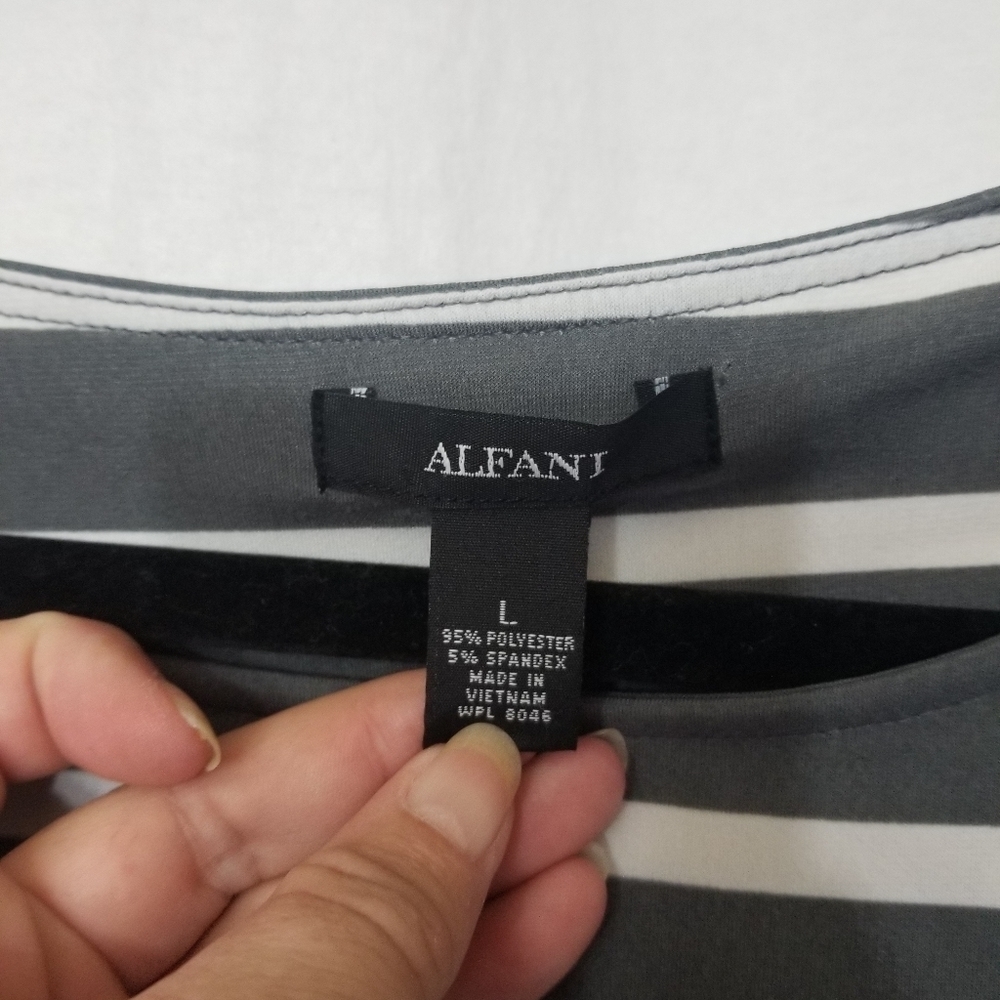 ALFANI
L
95% POLYESTER
5% SPANDEX
MADE IN
VIETNAM
WPL 8046